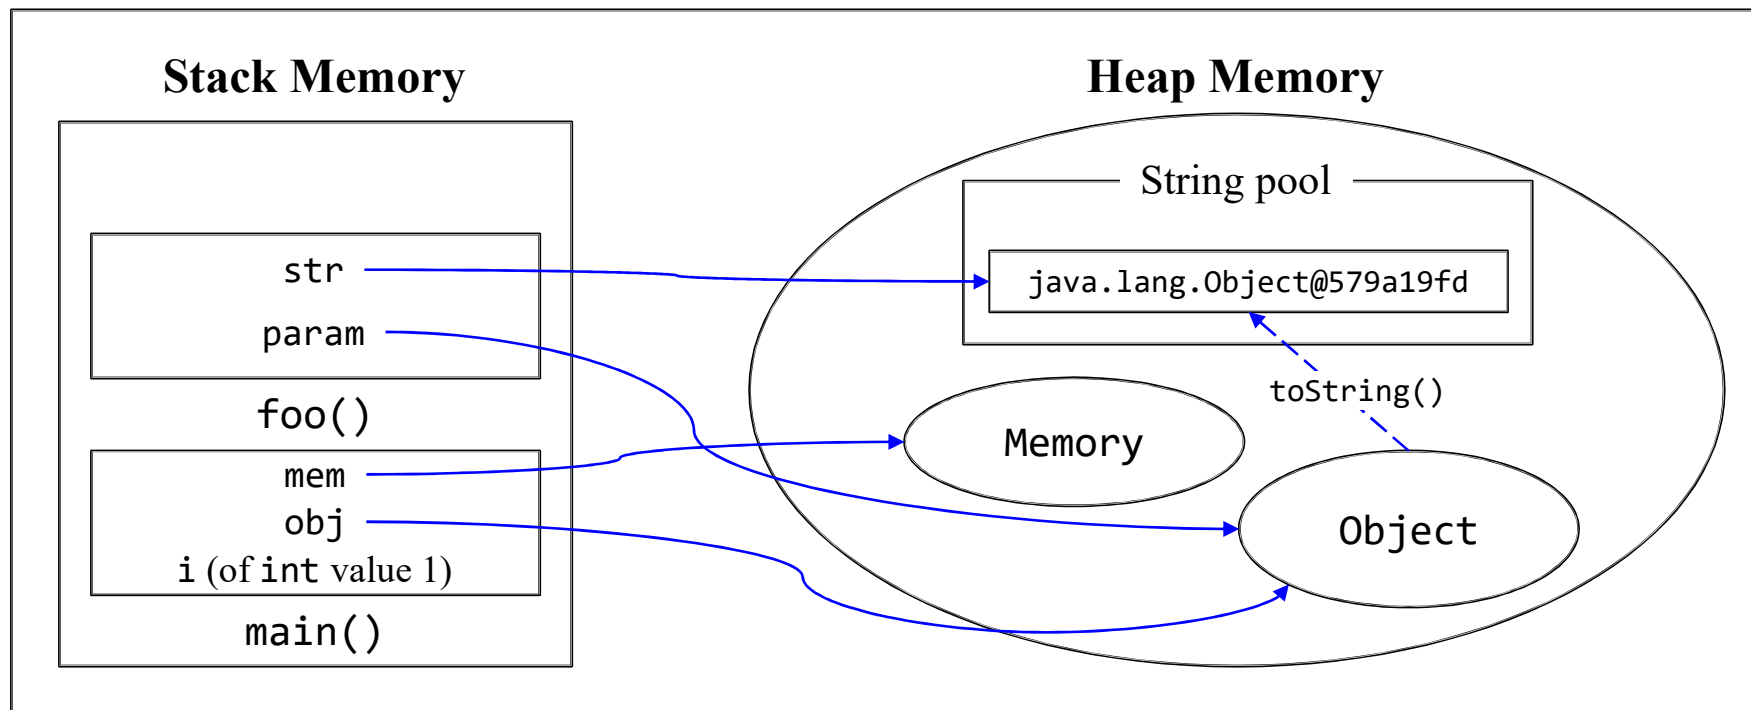 Stack Memory
str
param
foo()
mem
obj
i (of int value 1)
main()
Heap Memory
String pool
java.lang.Object@579a19fd
toString()
Memory
Object